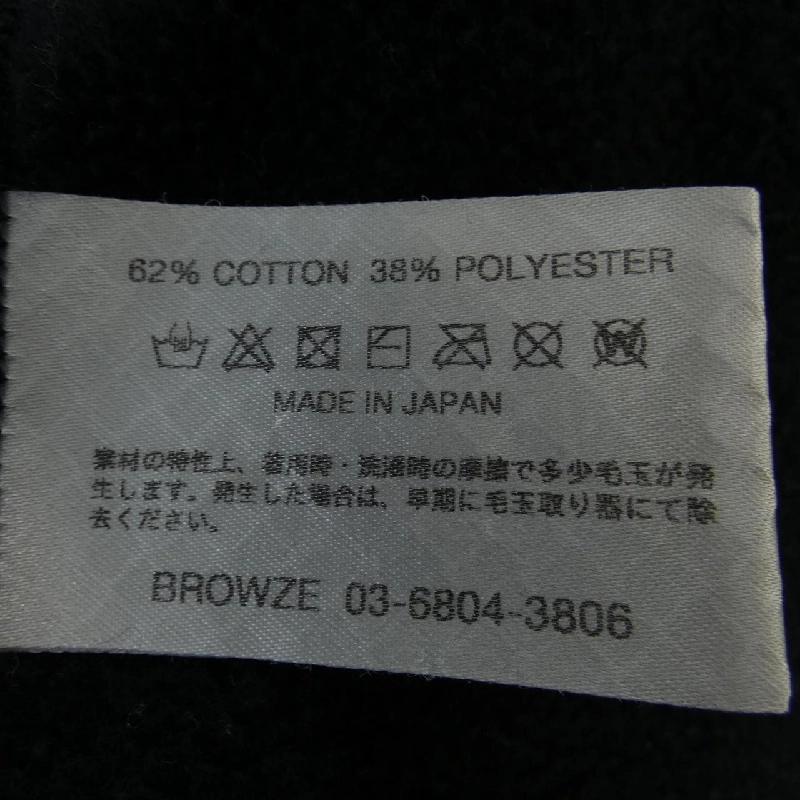 62% COTTON 38% POLYESTER
MADE IN JAPAN
素材の特性上、着用時・洗濯時の摩擦で多少毛玉が発
生します。発生した場合は、早期に毛玉取り器にて除
去ください。
BROWZE 03-6804-3806